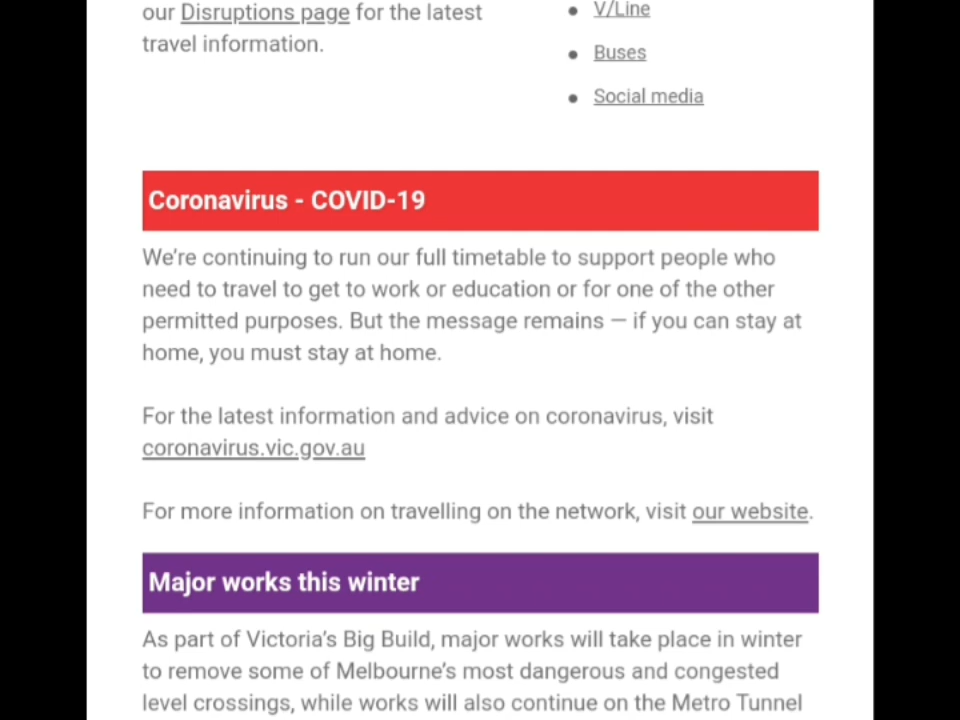 our Disruptions page for the latest
travel information.
V/Line
Buses
Social media
Coronavirus - COVID-19
We’re continuing to run our full timetable to support people who
need to travel to get to work or education or for one of the other
permitted purposes. But the message remains — if you can stay at
home, you must stay at home.
For the latest information and advice on coronavirus, visit
coronavirus.vic.gov.au
For more information on travelling on the network, visit our website.
Major works this winter
As part of Victoria’s Big Build, major works will take place in winter
to remove some of Melbourne’s most dangerous and congested
level crossings, while works will also continue on the Metro Tunnel